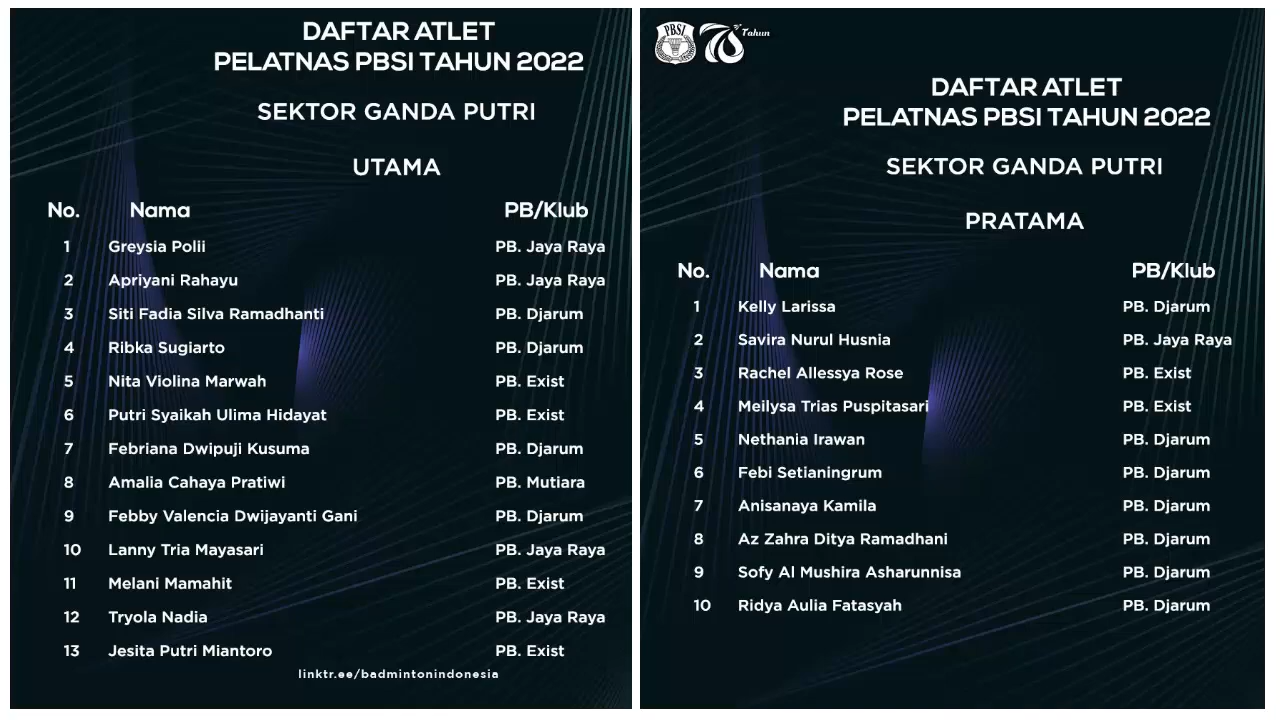 DAFTAR ATLET
PELATNAS PBSI TAHUN 2022
SEKTOR GANDA PUTRI
UTAMA
No. Nama PB/Klub
1 Greysia Polii PB. Jaya Raya
2 Apriyani Rahayu PB. Jaya Raya
3 Siti Fadia Silva Ramadhanti PB. Djarum
4 Ribka Sugiarto PB. Djarum
5 Nita Violina Marwah PB. Exist
6 Putri Syaikah Ulima Hidayat PB. Exist
7 Febriana Dwipuji Kusuma PB. Djarum
8 Amalia Cahaya Pratiwi PB. Mutiara
9 Febby Valencia Dwijayanti Gani PB. Djarum
10 Lanny Tria Mayasari PB. Jaya Raya
11 Melani Mamahit PB. Exist
12 Tryola Nadia PB. Jaya Raya
13 Jesita Putri Miantoro PB. Exist
linktr.ee/badmintonindonesia
PBSI 70 Tahun
DAFTAR ATLET
PELATNAS PBSI TAHUN 2022
SEKTOR GANDA PUTRI
PRATAMA
No. Nama PB/Klub
1 Kelly Larissa PB. Djarum
2 Savira Nurul Husnia PB. Jaya Raya
3 Rachel Allessya Rose PB. Exist
4 Meilysa Trias Puspitasari PB. Exist
5 Nethania Irawan PB. Djarum
6 Febi Setianingrum PB. Djarum
7 Anisanaya Kamila PB. Djarum
8 Az Zahra Ditya Ramadhani PB. Djarum
9 Sofy Al Mushira Asharunnisa PB. Djarum
10 Ridya Aulia Fatasyah PB. Djarum